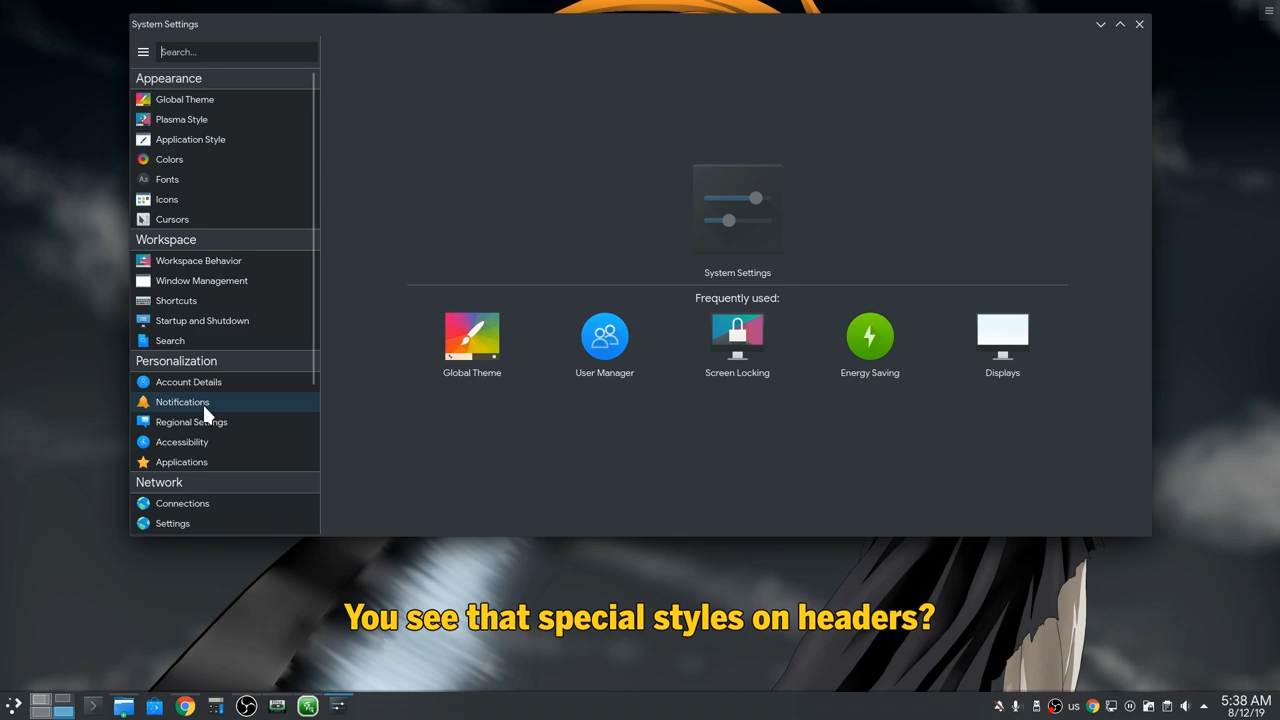 System Settings
Search...
Appearance
Global Theme
Plasma Style
Application Style
Colors
Aa Fonts
Icons
Cursors
Workspace
Workspace Behavior
Window Management
Shortcuts
Startup and Shutdown
Search
Personalization
Account Details
Notifications
Regional Settings
Accessibility
Applications
Network
Connections
Settings
System Settings
Frequently used:
Global Theme
User Manager
Screen Locking
Energy Saving
Displays
You see that special styles on headers?
us
5:38 AM
8/12/19